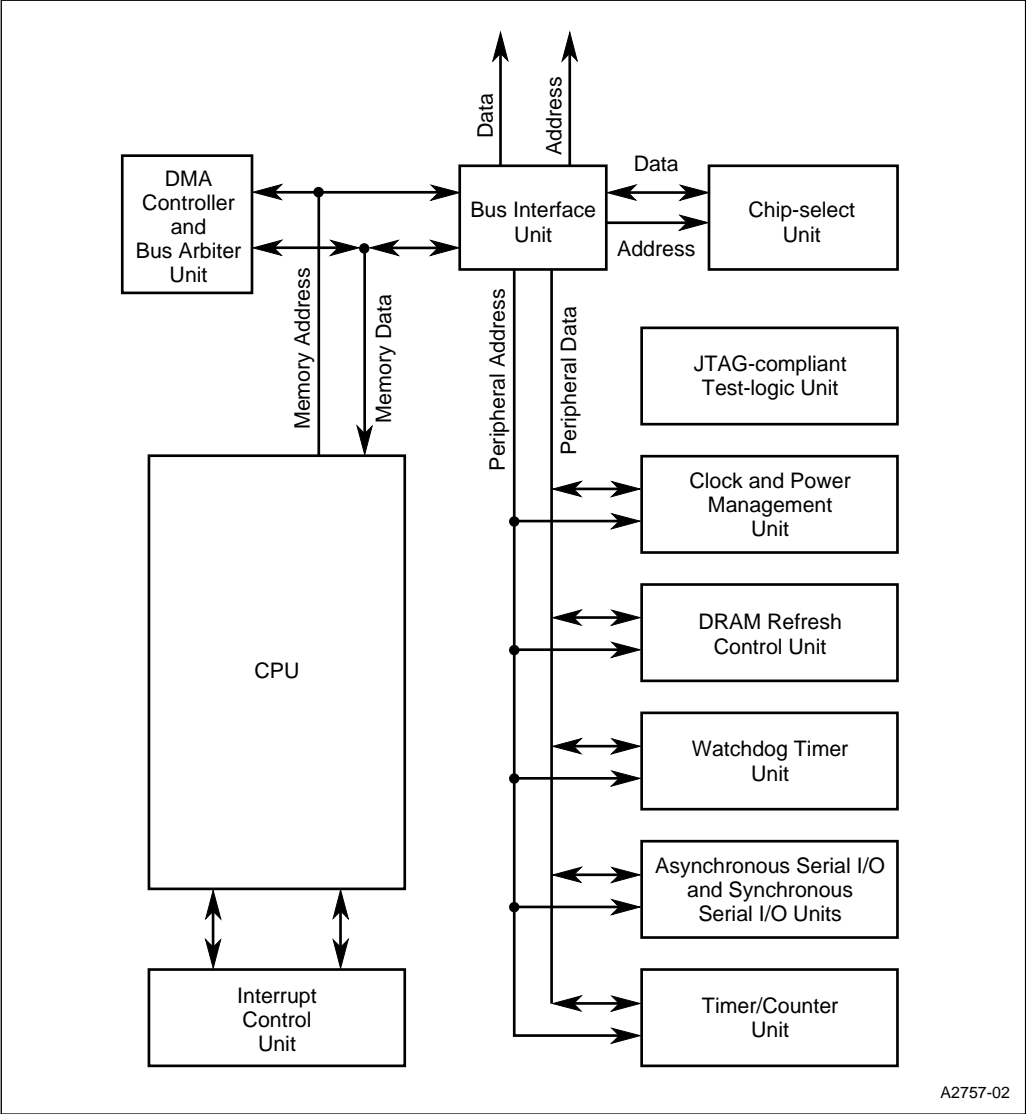 Data
Address
DMA
Controller
and
Bus Arbiter
Unit
Bus Interface
Unit
Data
Address
Chip-select
Unit
Memory Address
Memory Data
Peripheral Address
Peripheral Data
JTAG-compliant
Test-logic Unit
Clock and Power
Management
Unit
DRAM Refresh
Control Unit
CPU
Watchdog Timer
Unit
Asynchronous Serial I/O
and Synchronous
Serial I/O Units
Interrupt
Control
Unit
Timer/Counter
Unit
A2757-02